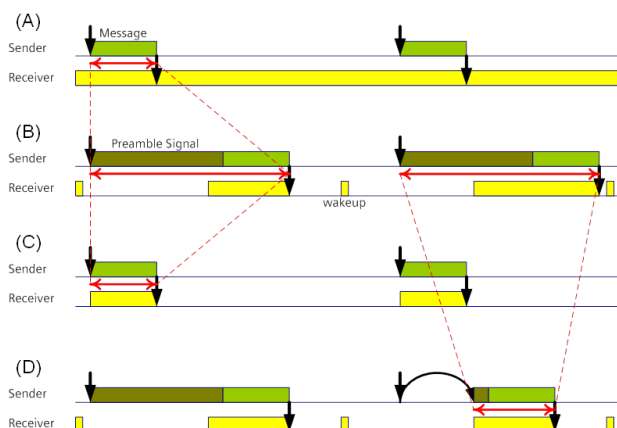 (A)
Message
Sender
Receiver
(B)
Preamble Signal
Sender
Receiver
wakeup
(C)
Sender
Receiver
(D)
Sender
Receiver